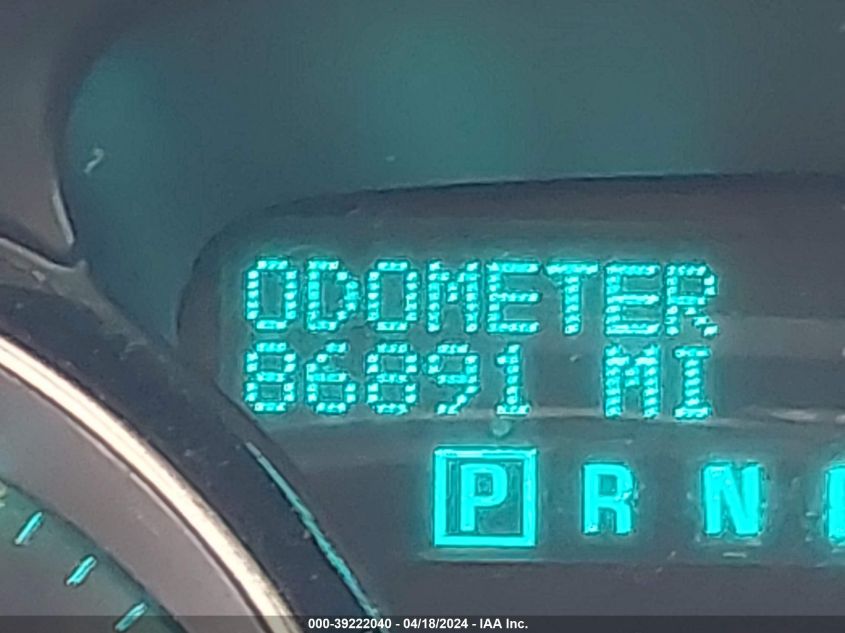 ODOMETER
86891 MI
P R N
000-39222040 - 04/18/2024 - IAA Inc.